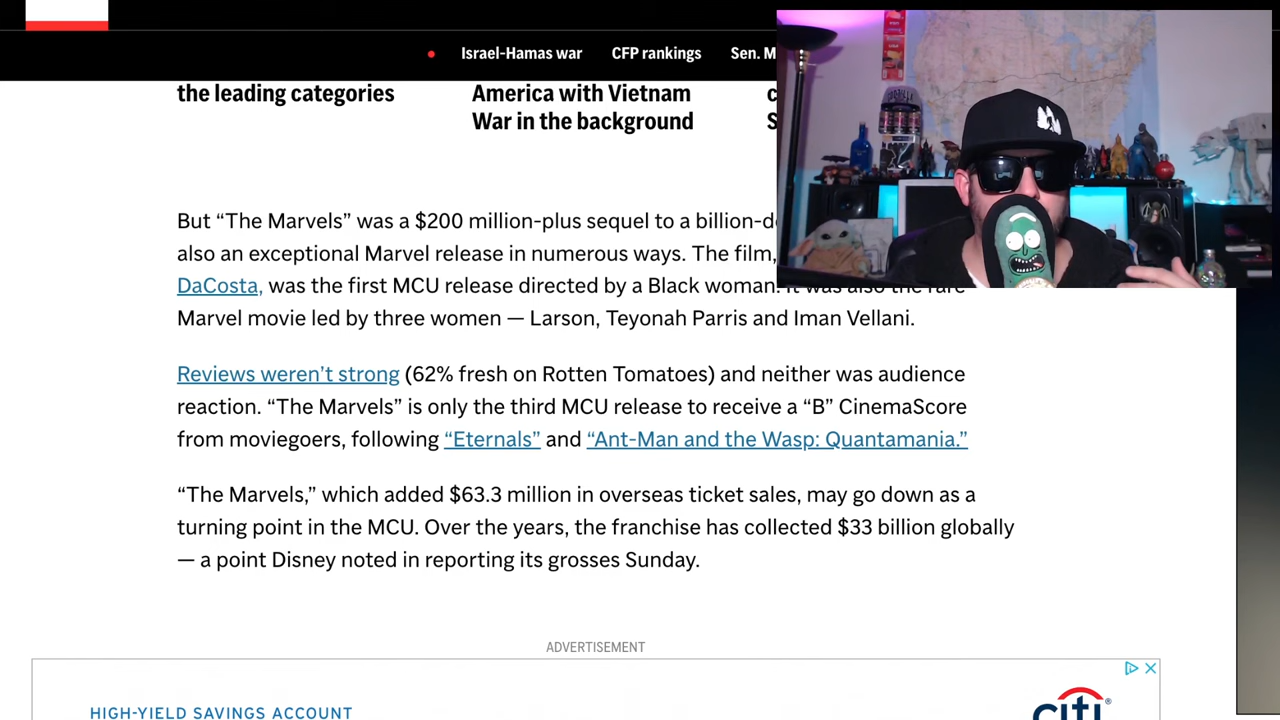 Israel-Hamas war CFP rankings Sen. M
the leading categories
America with Vietnam
War in the background
But “The Marvels” was a $200 million-plus sequel to a
also an exceptional Marvel release in numerous ways. The film,
DaCosta, was the first MCU release directed by a Black woman. It was also the rare
Marvel movie led by three women — Larson, Teyonah Parris and Iman Vellani.
Reviews weren’t strong (62% fresh on Rotten Tomatoes) and neither was audience
reaction. “The Marvels” is only the third MCU release to receive a “B” CinemaScore
from moviegoers, following “Eternals” and “Ant-Man and the Wasp: Quantamania.”
“The Marvels,” which added $63.3 million in overseas ticket sales, may go down as a
turning point in the MCU. Over the years, the franchise has collected $33 billion globally
— a point Disney noted in reporting its grosses Sunday.
ADVERTISEMENT
HIGH-YIELD SAVINGS ACCOUNT
citi